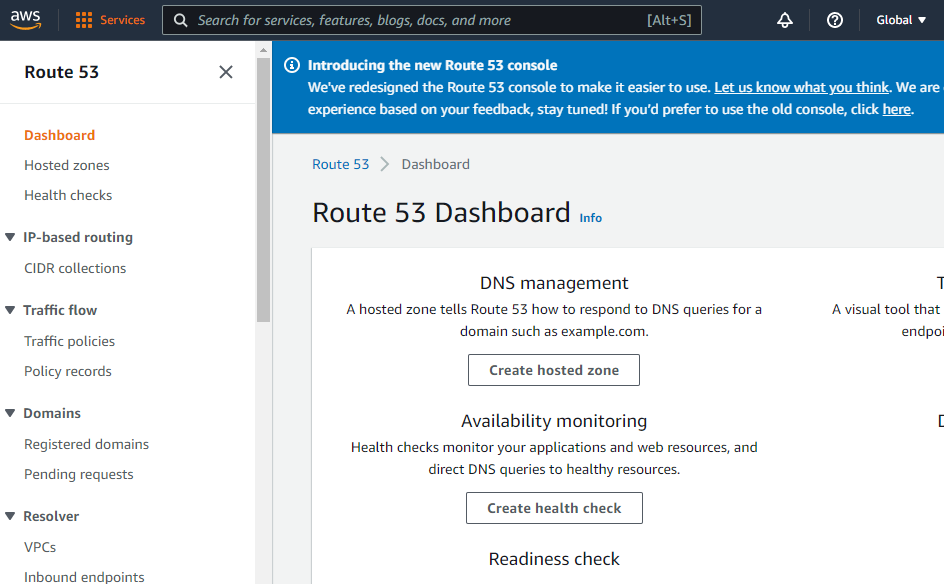 aws
Services
Search for services, features, blogs, docs, and more
[Alt+S]
Global
Route 53
Dashboard
Hosted zones
Health checks
IP-based routing
CIDR collections
Traffic flow
Traffic policies
Policy records
Domains
Registered domains
Pending requests
Resolver
VPCs
Inbound endpoints
Introducing the new Route 53 console
We've redesigned the Route 53 console to make it easier to use. Let us know what you think. We are
experience based on your feedback, stay tuned! If you'd prefer to use the old console, click here.
Route 53 > Dashboard
Route 53 Dashboard Info
DNS management
A hosted zone tells Route 53 how to respond to DNS queries for a
domain such as example.com.
Create hosted zone
Availability monitoring
Health checks monitor your applications and web resources, and
direct DNS queries to healthy resources.
Create health check
Readiness check
A visual tool that